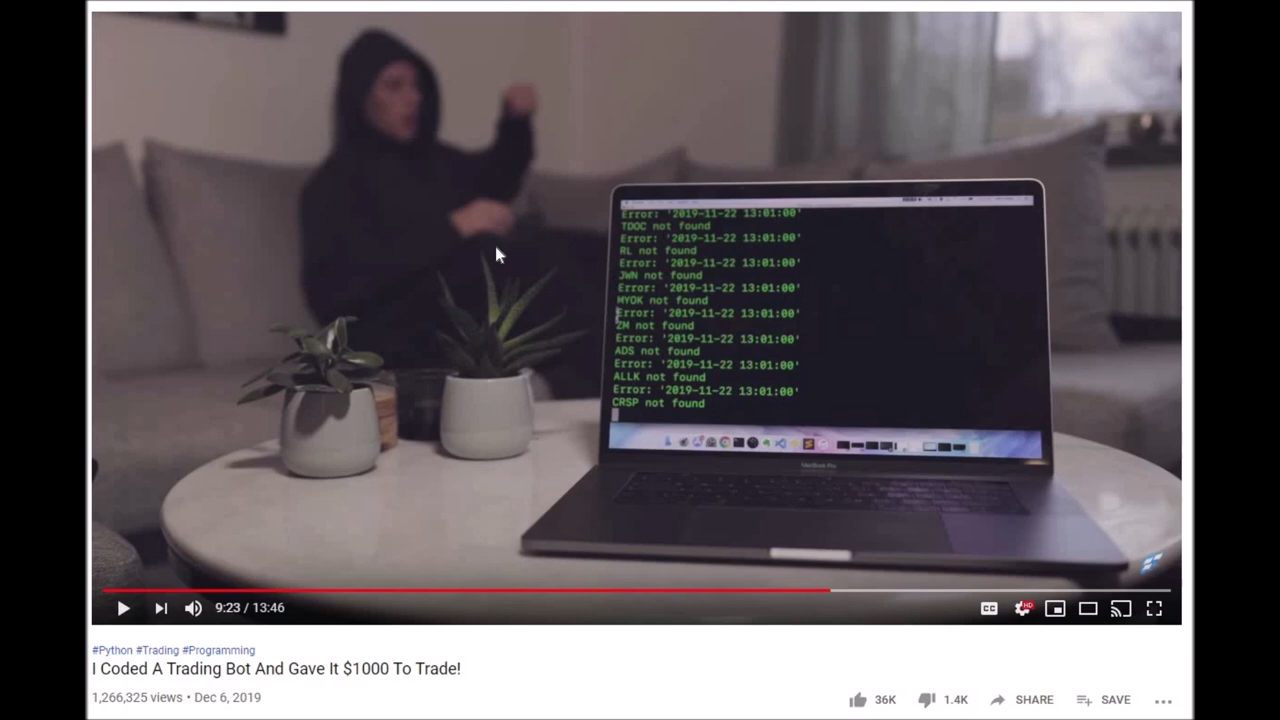 Error: '2019-11-22 13:01:00'
TDOC not found
Error: '2019-11-22 13:01:00'
RL not found
Error: '2019-11-22 13:01:00'
JWN not found
Error: '2019-11-22 13:01:00'
MYOK not found
Error: '2019-11-22 13:01:00'
ZM not found
Error: '2019-11-22 13:01:00'
ADS not found
Error: '2019-11-22 13:01:00'
ALLK not found
Error: '2019-11-22 13:01:00'
CRSP not found
MacBook Pro
9:23 / 13:46
CC
HD
#Python #Trading #Programming
I Coded A Trading Bot And Gave It $1000 To Trade!
1,266,325 views • Dec 6, 2019
36K 1.4K SHARE SAVE